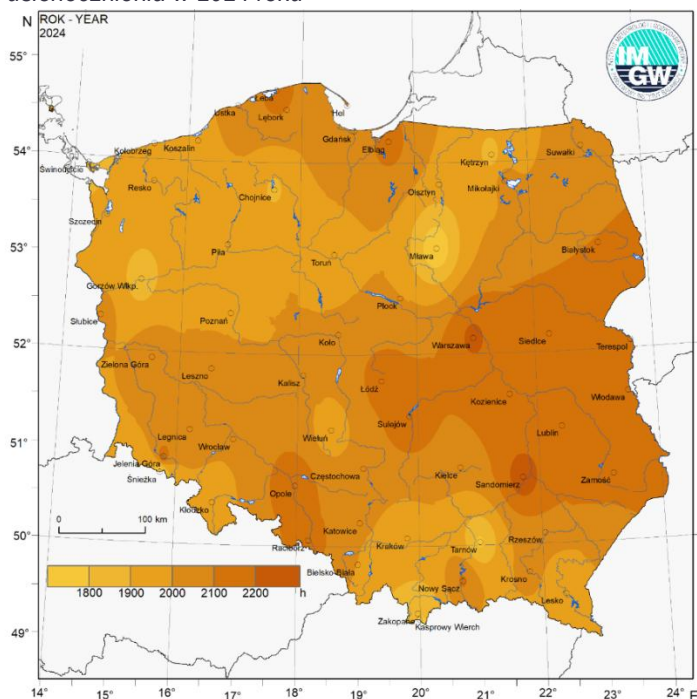 usłonecznienia w 2024 roku
N
ROK - YEAR
2024
IM
GW
55°
54°
53°
52°
51°
50°
49°
Łeba
Ustka
Lębork
Hel
Koszalin
Gdańsk
Elbląg
Kętrzyn
Suwałki
Kołobrzeg
Świnoujście
Resko
Chojnice
Olsztyn
Mikołajki
Szczecin
Piła
Toruń
Mława
Białystok
Gorzów Wlkp.
Płock
Słubice
Poznań
Koło
Warszawa
Siedlce
Terespol
Zielona Góra
Leszno
Kalisz
Łódź
Kozienice
Włodawa
Sulejów
Lublin
Legnica
Wrocław
Wieluń
Jelenia Góra
Śnieżka
Opole
Częstochowa
Kielce
Sandomierz
Zamość
Kłodzko
Katowice
Racibórz
Kraków
Tarnów
Rzeszów
Bielsko-Biała
Nowy Sącz
Krosno
Lesko
Zakopane
Kasprowy Wierch
0 100 km
1800 1900 2000 2100 2200 h
14° 15° 16° 17° 18° 19° 20° 21° 22° 23° 24° E